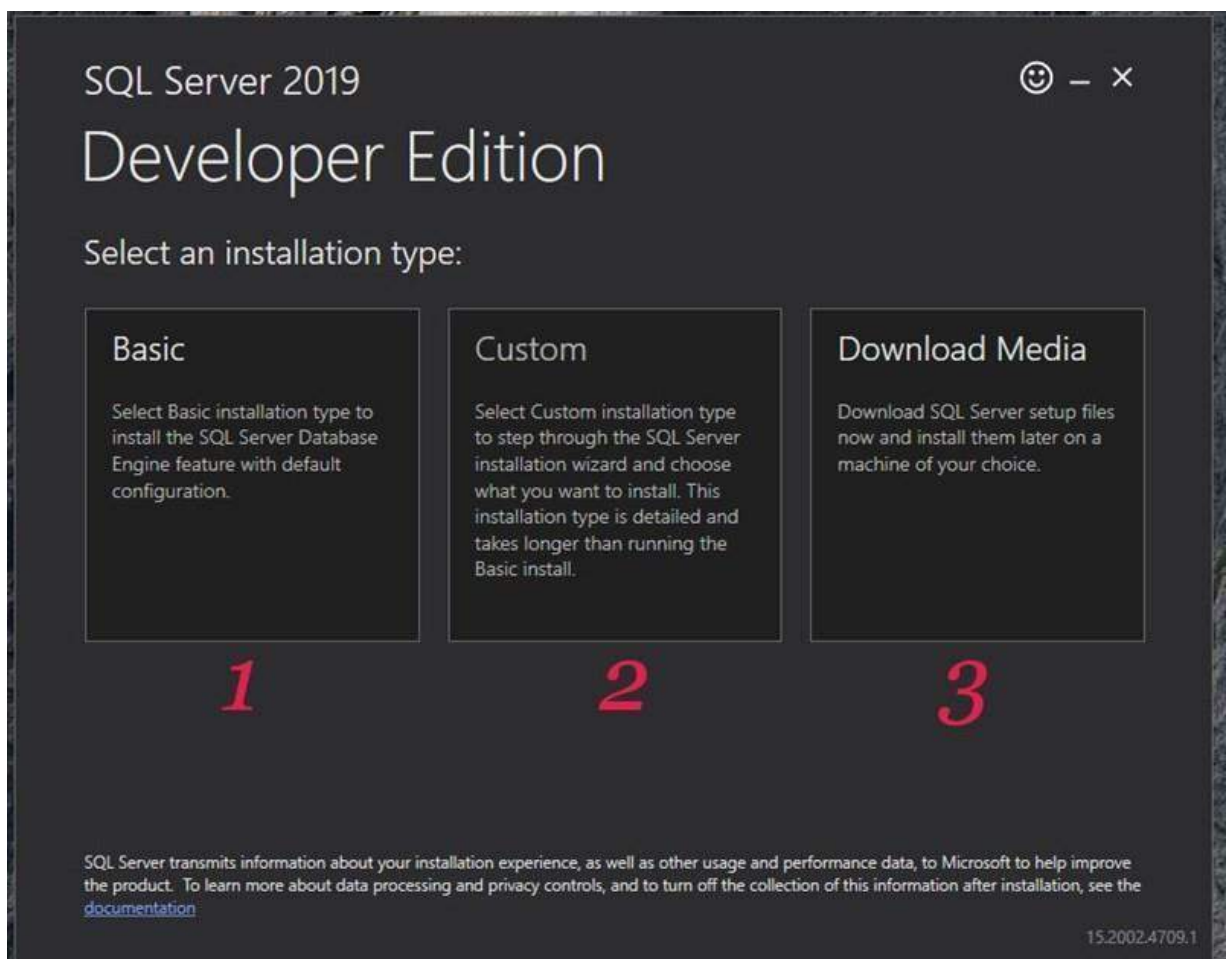 SQL Server 2019
Developer Edition
Select an installation type:
Basic
Select Basic installation type to
install the SQL Server Database
Engine feature with default
configuration.
Custom
Select Custom installation type
to step through the SQL Server
installation wizard and choose
what you want to install. This
installation type is detailed and
takes longer than running the
Basic install.
Download Media
Download SQL Server setup files
now and install them later on a
machine of your choice.
1
2
3
SQL Server transmits information about your installation experience, as well as other usage and performance data, to Microsoft to help improve
the product. To learn more about data processing and privacy controls, and to turn off the collection of this information after installation, see the
documentation
15.2002.4709.1